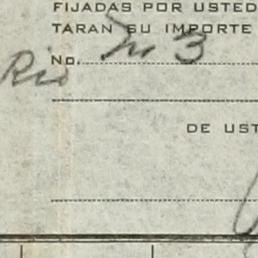 FIJADAS POR USTED
TARAN SU IMPORTE
No. M 3
Rio
DE UST